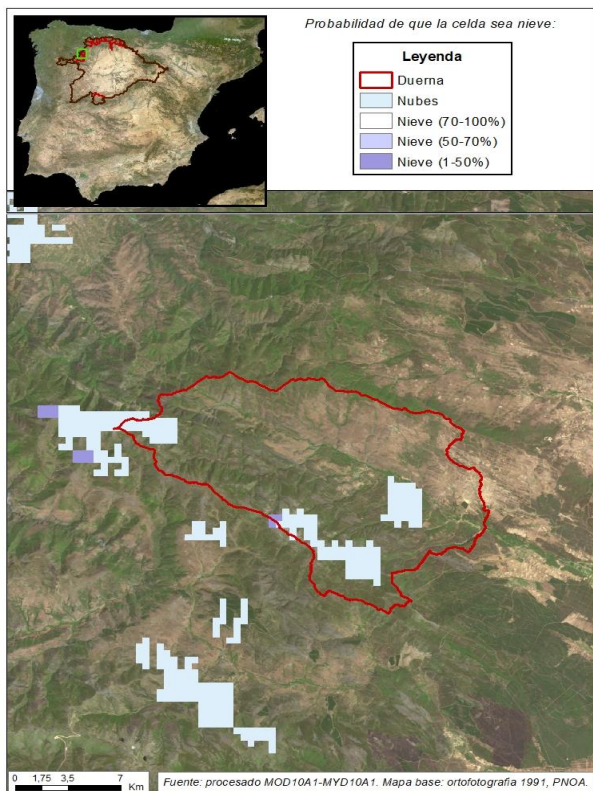 Probabilidad de que la celda sea nieve:
Leyenda
Duerna
Nubes
Nieve (70-100%)
Nieve (50-70%)
Nieve (1-50%)
0 1,75 3,5 7
Km
Fuente: procesado MOD10A1-MYD10A1. Mapa base: ortofotografia 1991, PNOA.